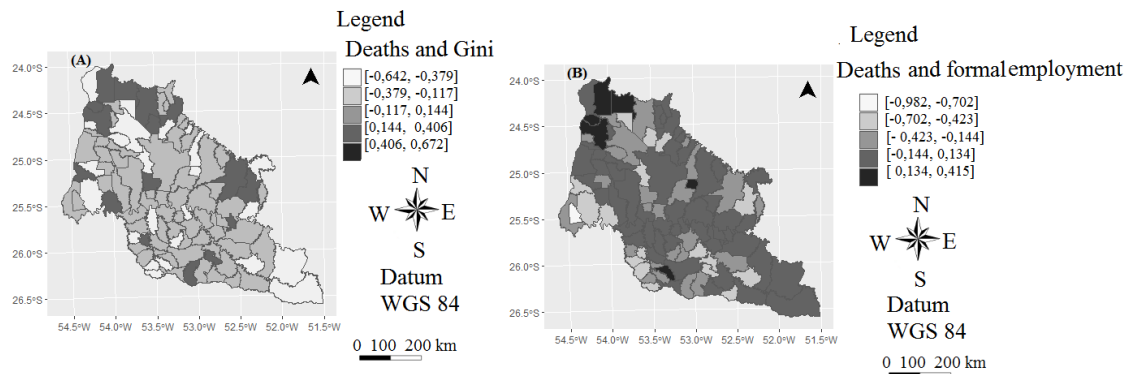 Legend
Deaths and Gini
(A)
[-0,642, -0,379]
[-0,379, -0,117]
[-0,117, 0,144]
[0,144, 0,406]
[0,406, 0,672]
24.0°S
24.5°S
25.0°S
25.5°S
26.0°S
26.5°S
54.5°W 54.0°W 53.5°W 53.0°W 52.5°W 52.0°W 51.5°W
N
W E
S
Datum
WGS 84
0 100 200 km
Legend
Deaths and formal employment
(B)
[-0,982, -0,702]
[-0,702, -0,423]
[- 0,423, -0,144]
[-0,144, 0,134]
[ 0,134, 0,415]
24.0°S
24.5°S
25.0°S
25.5°S
26.0°S
26.5°S
54.5°W 54.0°W 53.5°W 53.0°W 52.5°W 52.0°W 51.5°W
N
W E
S
Datum
WGS 84
0 100 200 km